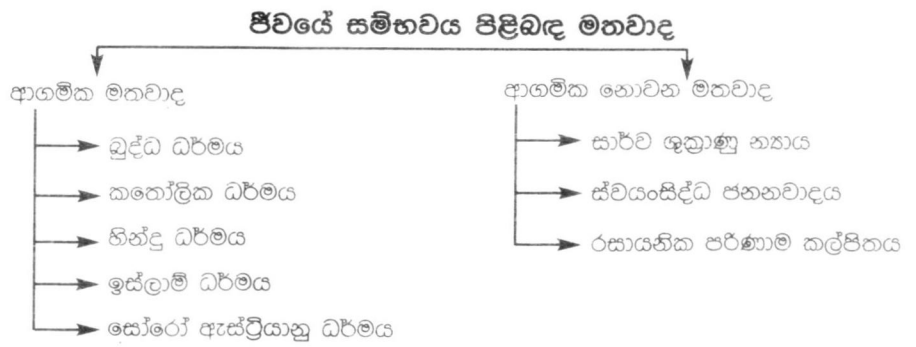 ජීවයේ සම්භවය පිළිබඳ මතවාද
ආගමික මතවාද
බුද්ධ ධර්මය
කතෝලික ධර්මය
හින්දු ධර්මය
ඉස්ලාම් ධර්මය
සෝරෝ ඇස්ට්‍රියානු ධර්මය
ආගමික නොවන මතවාද
සාර්ව ශුක්‍රාණු න්‍යාය
ස්වයංසිද්ධ ජනනවාදය
රසායනික පරිණාම කල්පිතය